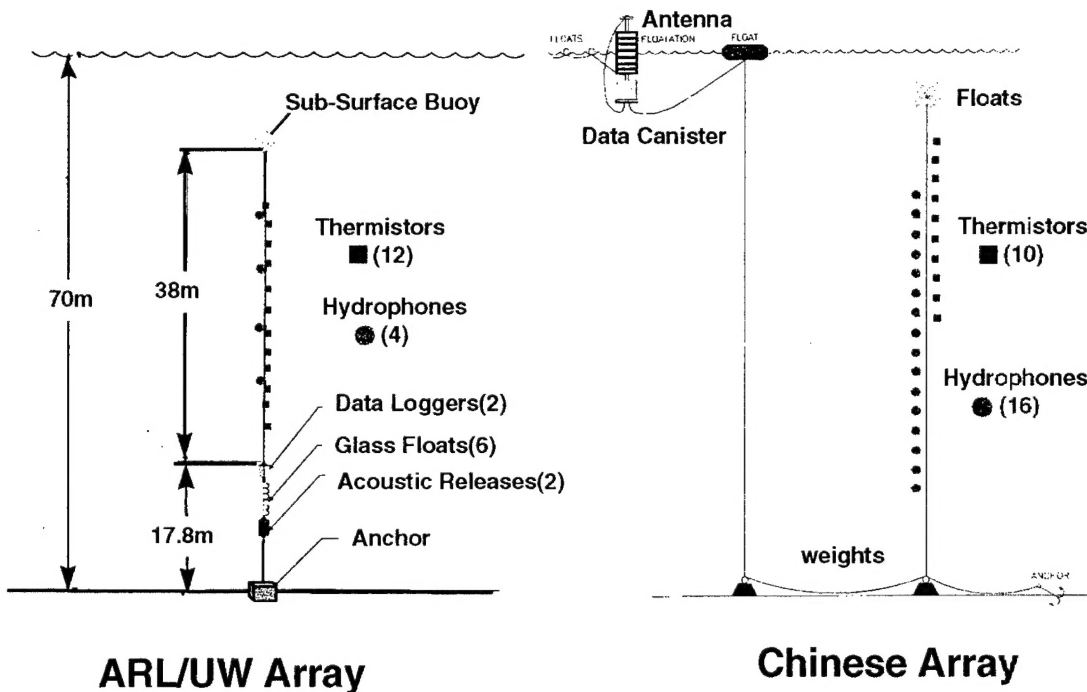 Sub-Surface Buoy
Thermistors
(12)
70m
38m
Hydrophones
(4)
Data Loggers(2)
Glass Floats(6)
Acoustic Releases(2)
17.8m
Anchor
ARL/UW Array
Antenna
FLOATS
FLOATATION
FLOAT
Floats
Data Canister
Thermistors
(10)
Hydrophones
(16)
weights
ANCHOR
Chinese Array